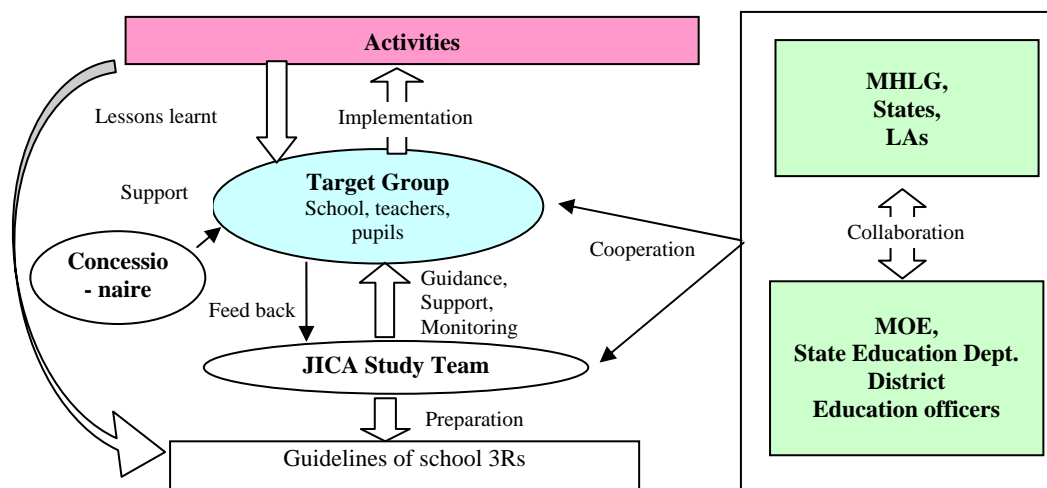 Activities
Lessons learnt
Implementation
Support
Target Group
School, teachers,
pupils
Concessio
- naire
Feed back
Guidance,
Support,
Monitoring
Cooperation
JICA Study Team
Preparation
Guidelines of school 3Rs
MHLG,
States,
LAs
Collaboration
MOE,
State Education Dept.
District
Education officers